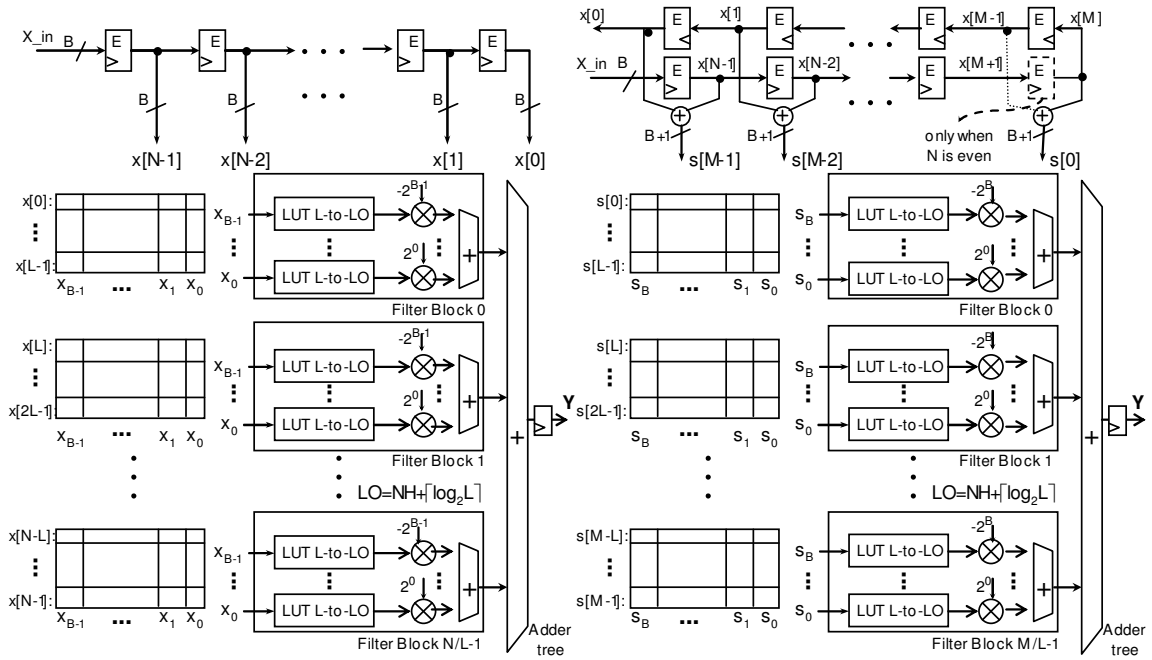 X_in B E E E E
B B B B
x[N-1] x[N-2] x[1] x[0]
x[0]:
x[L-1]:
x_{B-1} ... x_1 x_0
x_{B-1} LUT L-to-LO -2^{B-1}
x_0 LUT L-to-LO 2^0 +
Filter Block 0
x[L]:
x[2L-1]:
x_{B-1} ... x_1 x_0
x_{B-1} LUT L-to-LO -2^{B-1}
x_0 LUT L-to-LO 2^0 +
Filter Block 1
LO=NH+⌈log_2L⌉
x[N-L]:
x[N-1]:
x_{B-1} ... x_1 x_0
x_{B-1} LUT L-to-LO -2^{B-1}
x_0 LUT L-to-LO 2^0 +
Filter Block N/L-1
+
Y
Adder
tree
x[0] E x[1] E E x[M-1] E x[M]
X_in B E x[N-1] E x[N-2] E x[M+1] E
+ + +
B+1 B+1 B+1
only when
N is even
s[M-1] s[M-2] s[0]
s[0]:
s[L-1]:
s_B ... s_1 s_0
s_B LUT L-to-LO -2^B
s_0 LUT L-to-LO 2^0 +
Filter Block 0
s[L]:
s[2L-1]:
s_B ... s_1 s_0
s_B LUT L-to-LO -2^B
s_0 LUT L-to-LO 2^0 +
Filter Block 1
LO=NH+⌈log_2L⌉
s[M-L]:
s[M-1]:
s_B ... s_1 s_0
s_B LUT L-to-LO -2^B
s_0 LUT L-to-LO 2^0 +
Filter Block M/L-1
+
Y
Adder
tree